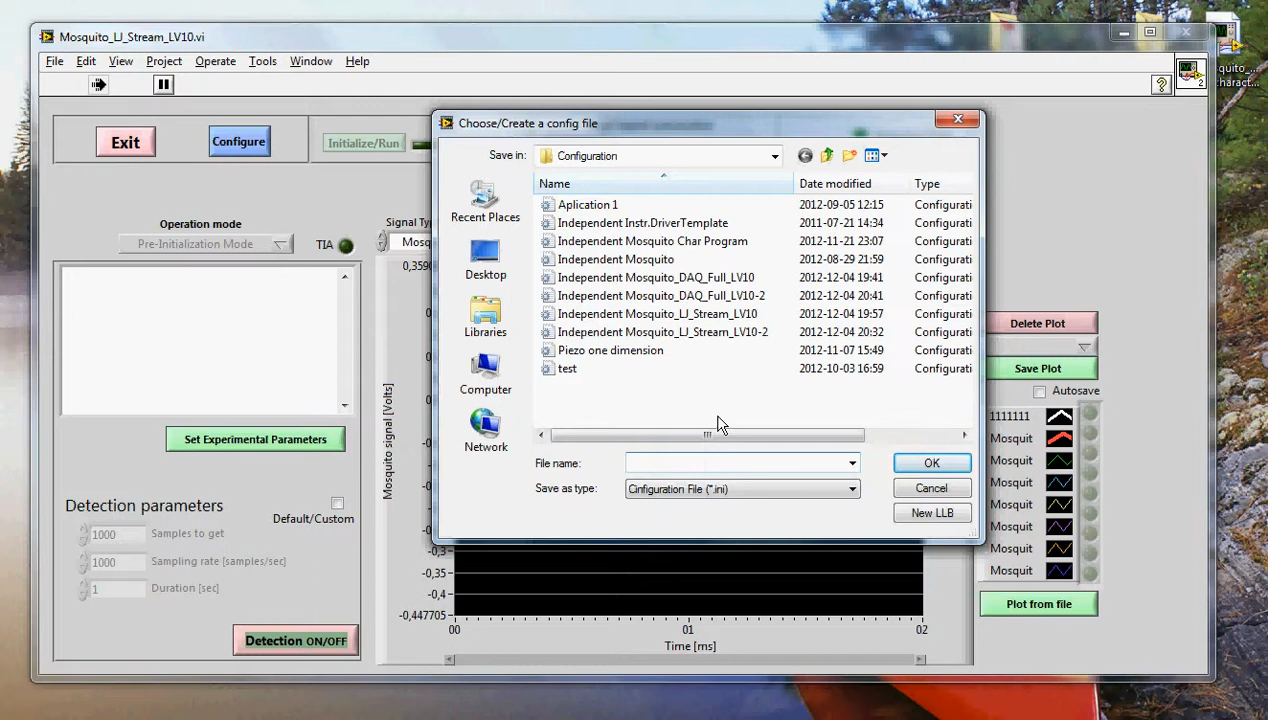 Mosquito_LJ_Stream_LV10.vi
File Edit View Project Operate Tools Window Help
2
Exit
Configure
Initialize/Run
Operation mode
Pre-Initialization Mode
TIA
Signal Typ
Mosq
0,3590
Mosquito signal [Volts]
Set Experimental Parameters
Detection parameters
Default/Custom
1000 Samples to get
1000 Sampling rate [samples/sec]
1 Duration [sec]
Detection ON/OFF
Choose/Create a config file
Save in: Configuration
Recent Places
Desktop
Libraries
Computer
Network
Name Date modified Type
Aplication 1 2012-09-05 12:15 Configurati
Independent Instr.DriverTemplate 2011-07-21 14:34 Configurati
Independent Mosquito Char Program 2012-11-21 23:07 Configurati
Independent Mosquito 2012-08-29 21:59 Configurati
Independent Mosquito_DAQ_Full_LV10 2012-12-04 19:41 Configurati
Independent Mosquito_DAQ_Full_LV10-2 2012-12-04 20:41 Configurati
Independent Mosquito_LJ_Stream_LV10 2012-12-04 19:57 Configurati
Independent Mosquito_LJ_Stream_LV10-2 2012-12-04 20:32 Configurati
Piezo one dimension 2012-11-07 15:49 Configurati
test 2012-10-03 16:59 Configurati
File name:
OK
Save as type: Cinfiguration File (*.ini)
Cancel
New LLB
-0,3
-0,35
-0,4
-0,447705
00 01 02
Time [ms]
Delete Plot
Save Plot
Autosave
1111111
Mosquit
Mosquit
Mosquit
Mosquit
Mosquit
Mosquit
Mosquit
Plot from file
quito_...
charact...